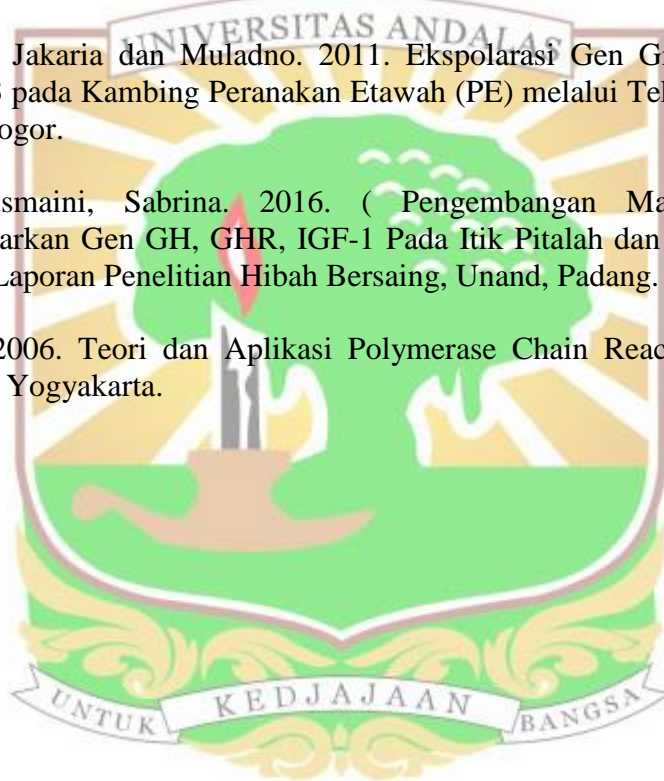 UNIVERSITAS ANDALAS
Jakaria dan Muladno. 2011. Ekspolarasi Gen G
pada Kambing Peranakan Etawah (PE) melalui
ogor.
smaini, Sabrina. 2016. ( Pengembangan Ma
arkan Gen GH, GHR, IGF-1 Pada Itik Pitalah dan
Laporan Penelitian Hibah Bersaing, Unand, Padang.
2006. Teori dan Aplikasi Polymerase Chain Reac
Yogyakarta.
UNTUK KEDJAJAAN BANGSA